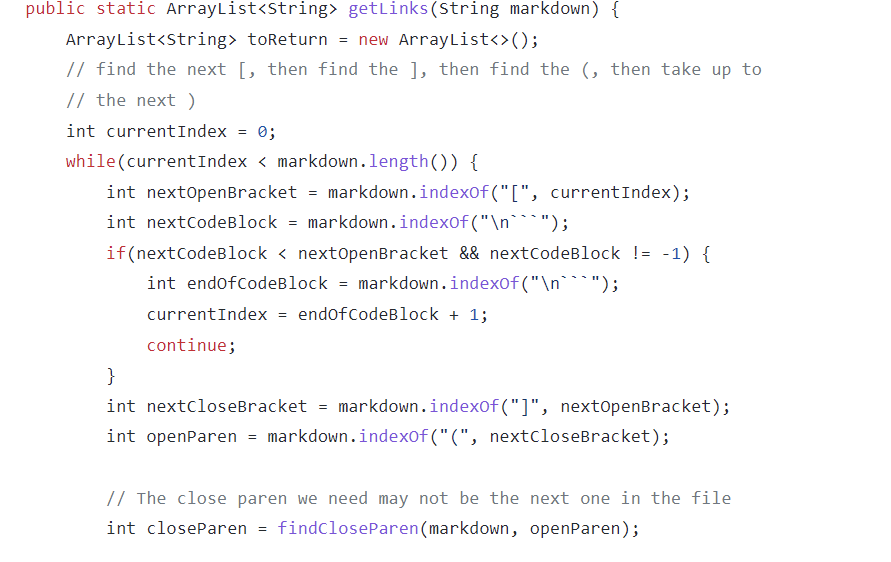 public static ArrayList<String> getLinks(String markdown) {
    ArrayList<String> toReturn = new ArrayList<>();
    // find the next [, then find the ], then find the (, then take up to
    // the next )
    int currentIndex = 0;
    while(currentIndex < markdown.length()) {
        int nextOpenBracket = markdown.indexOf("[", currentIndex);
        int nextCodeBlock = markdown.indexOf("\n```");
        if(nextCodeBlock < nextOpenBracket && nextCodeBlock != -1) {
            int endOfCodeBlock = markdown.indexOf("\n```");
            currentIndex = endOfCodeBlock + 1;
            continue;
        }
        int nextCloseBracket = markdown.indexOf("]", nextOpenBracket);
        int openParen = markdown.indexOf("(", nextCloseBracket);

        // The close paren we need may not be the next one in the file
        int closeParen = findCloseParen(markdown, openParen);